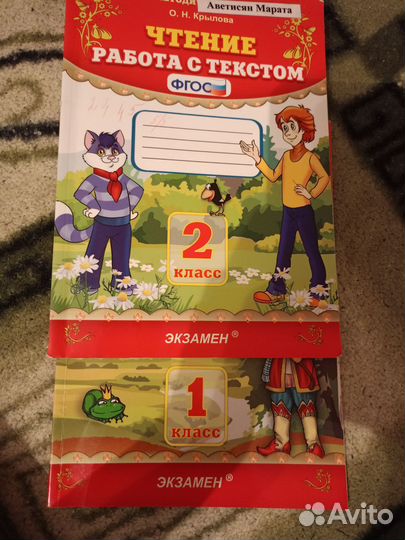 Аветисян Марата
О. Н. Крылова
ЧТЕНИЕ
РАБОТА С ТЕКСТОМ
ФГОС
2
КЛАСС
ЭКЗАМЕН®
1
КЛАСС
ЭКЗАМЕН®
Avito